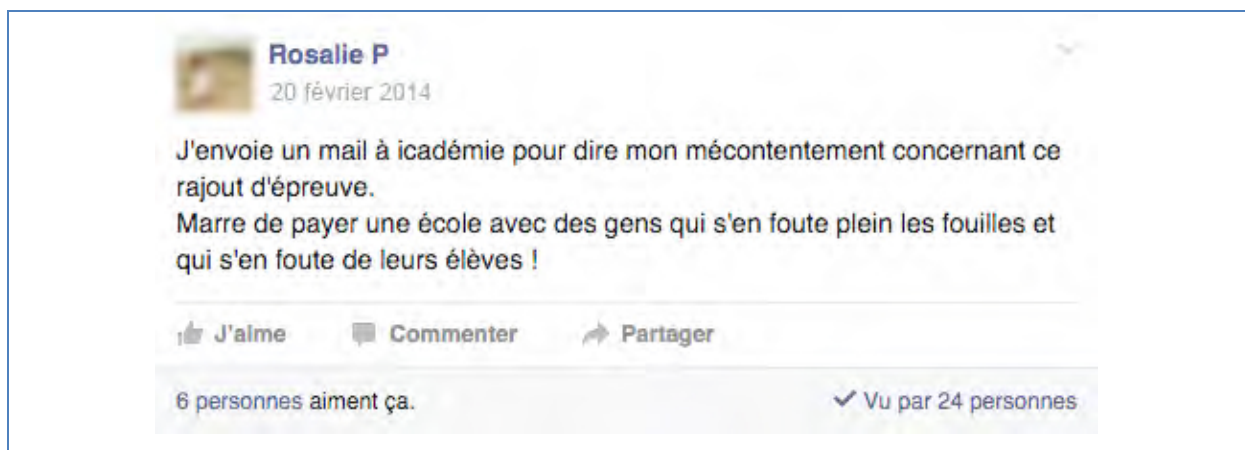 Rosalie P
20 février 2014
J'envoie un mail à icadémie pour dire mon mécontentement concernant ce
rajout d'épreuve.
Marre de payer une école avec des gens qui s'en foute plein les fouilles et
qui s'en foute de leurs élèves !
J'aime Commenter Partager
6 personnes aiment ça. Vu par 24 personnes